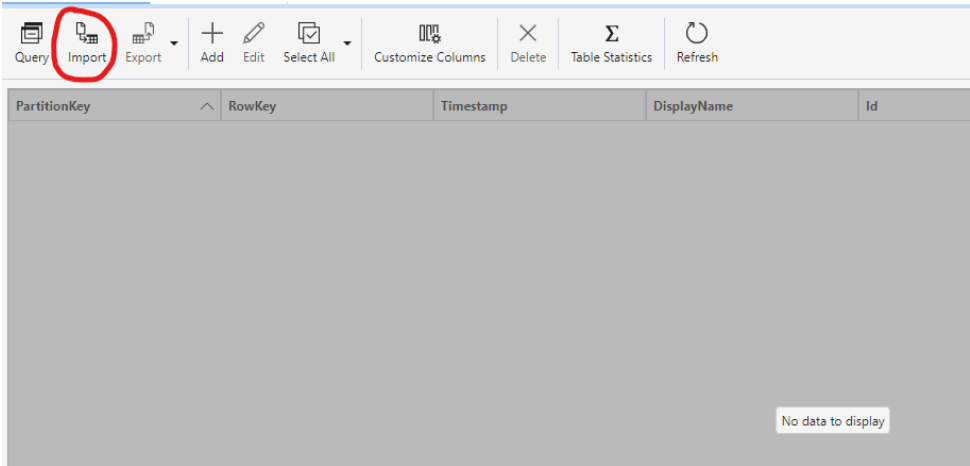 Query Import Export Add Edit Select All Customize Columns Delete Table Statistics Refresh
PartitionKey RowKey Timestamp DisplayName Id
No data to display